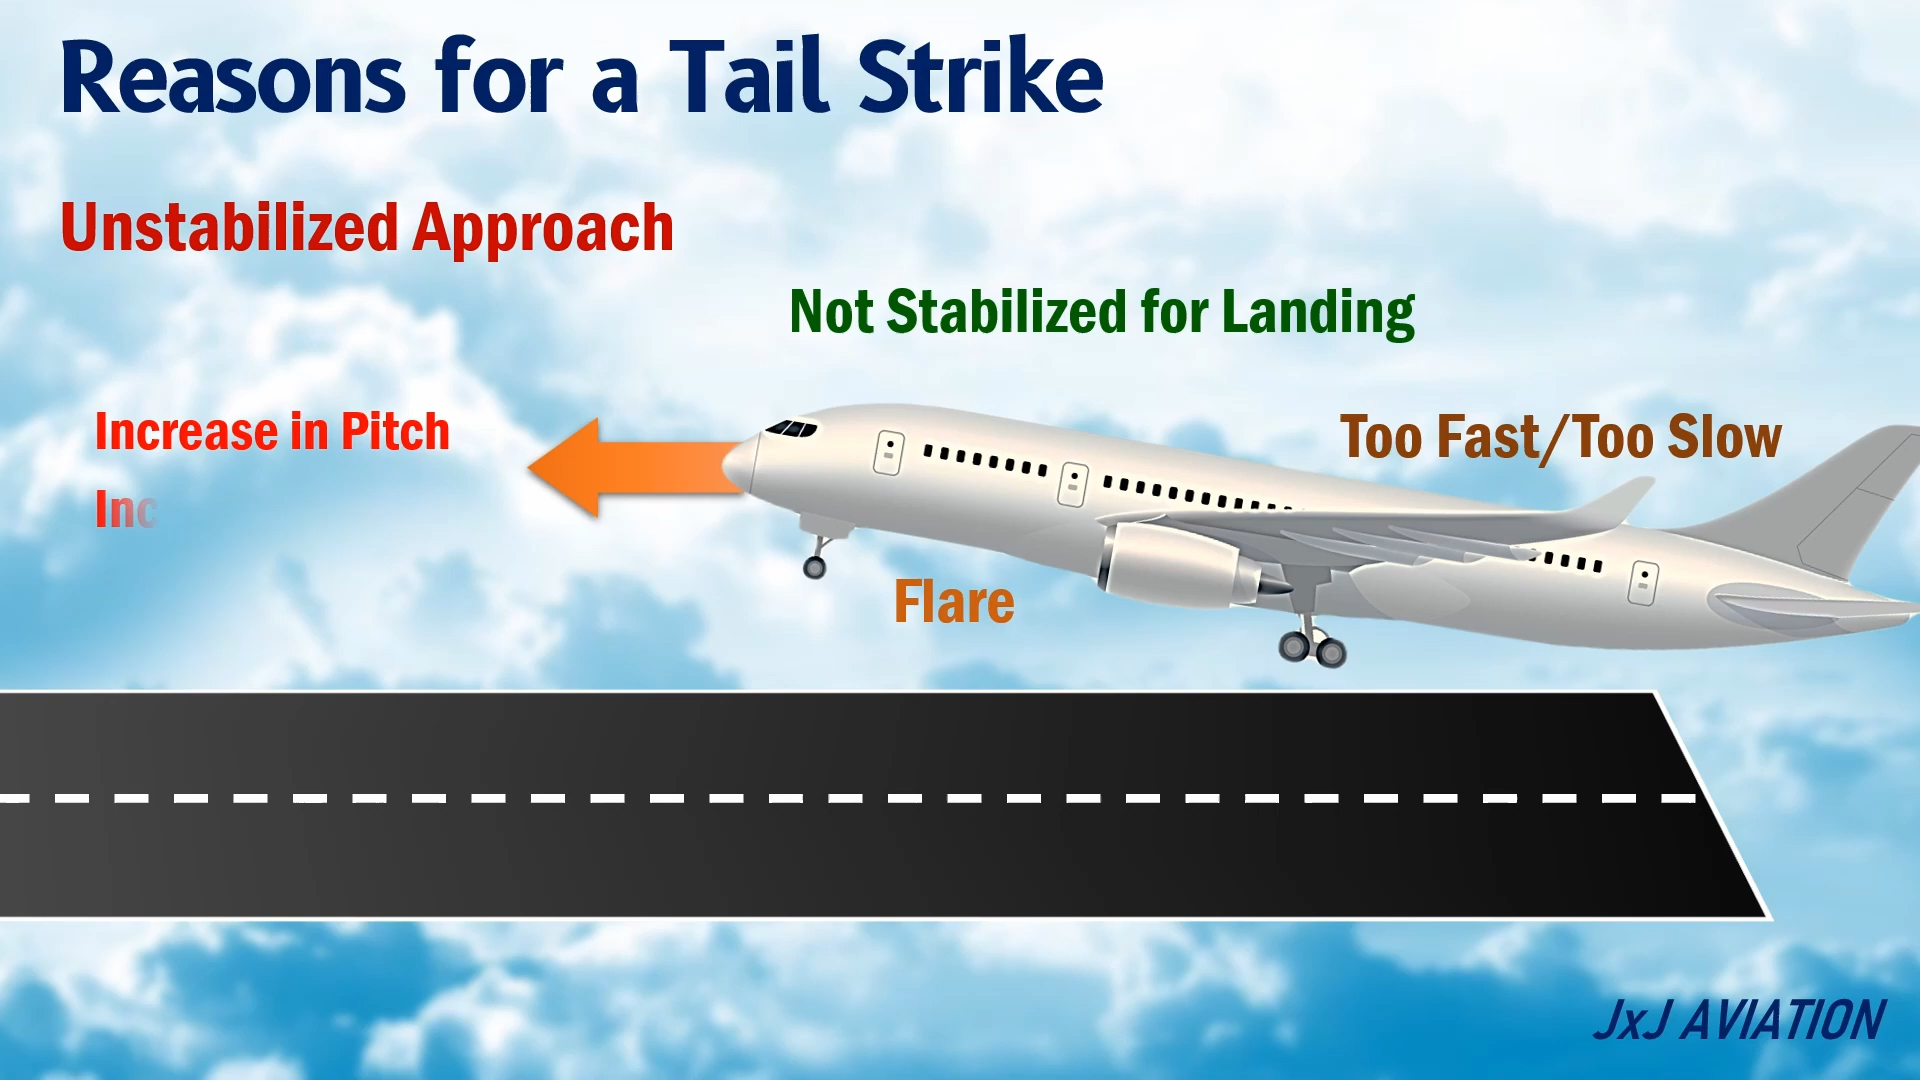 Reasons for a Tail Strike
Unstabilized Approach
Not Stabilized for Landing
Increase in Pitch
Too Fast/Too Slow
Inc
Flare
JxJ AVIATION